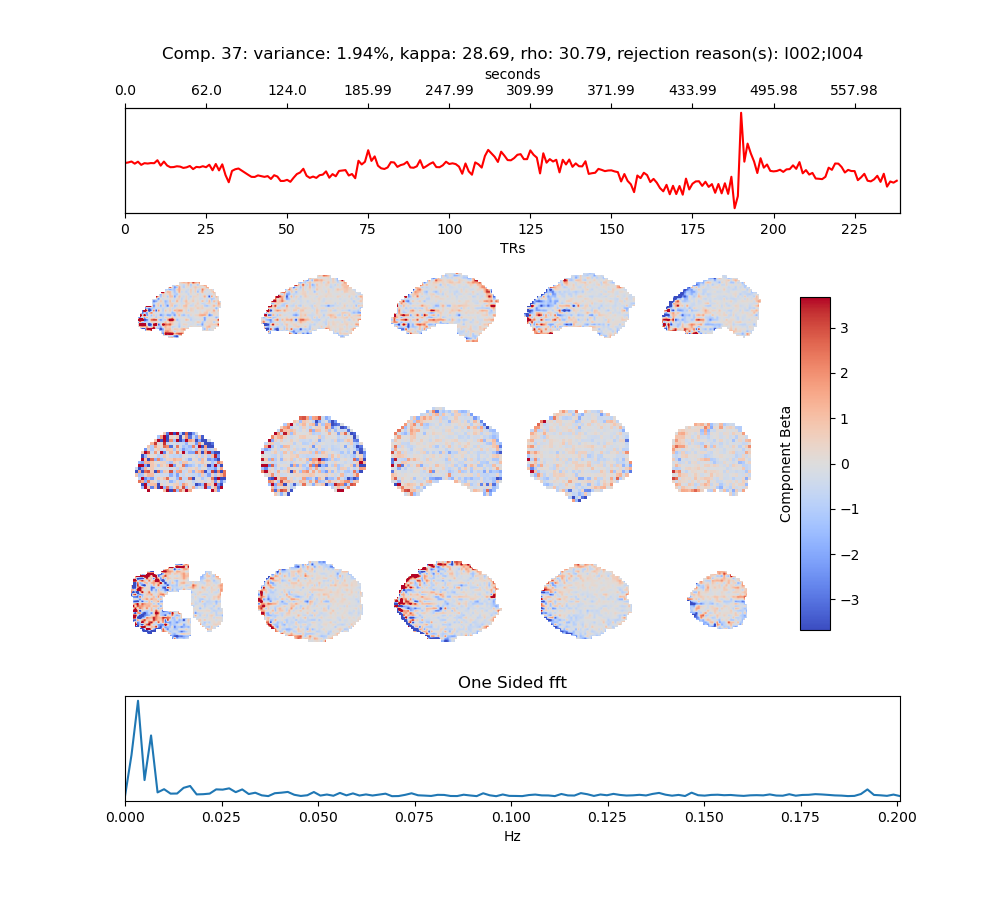 Comp. 37: variance: 1.94%, kappa: 28.69, rho: 30.79, rejection reason(s): I002;I004
seconds
0.0 62.0 124.0 185.99 247.99 309.99 371.99 433.99 495.98 557.98
0 25 50 75 100 125 150 175 200 225
TRs
3
2
1
0
−1
−2
−3
Component Beta
One Sided fft
0.000 0.025 0.050 0.075 0.100 0.125 0.150 0.175 0.200
Hz